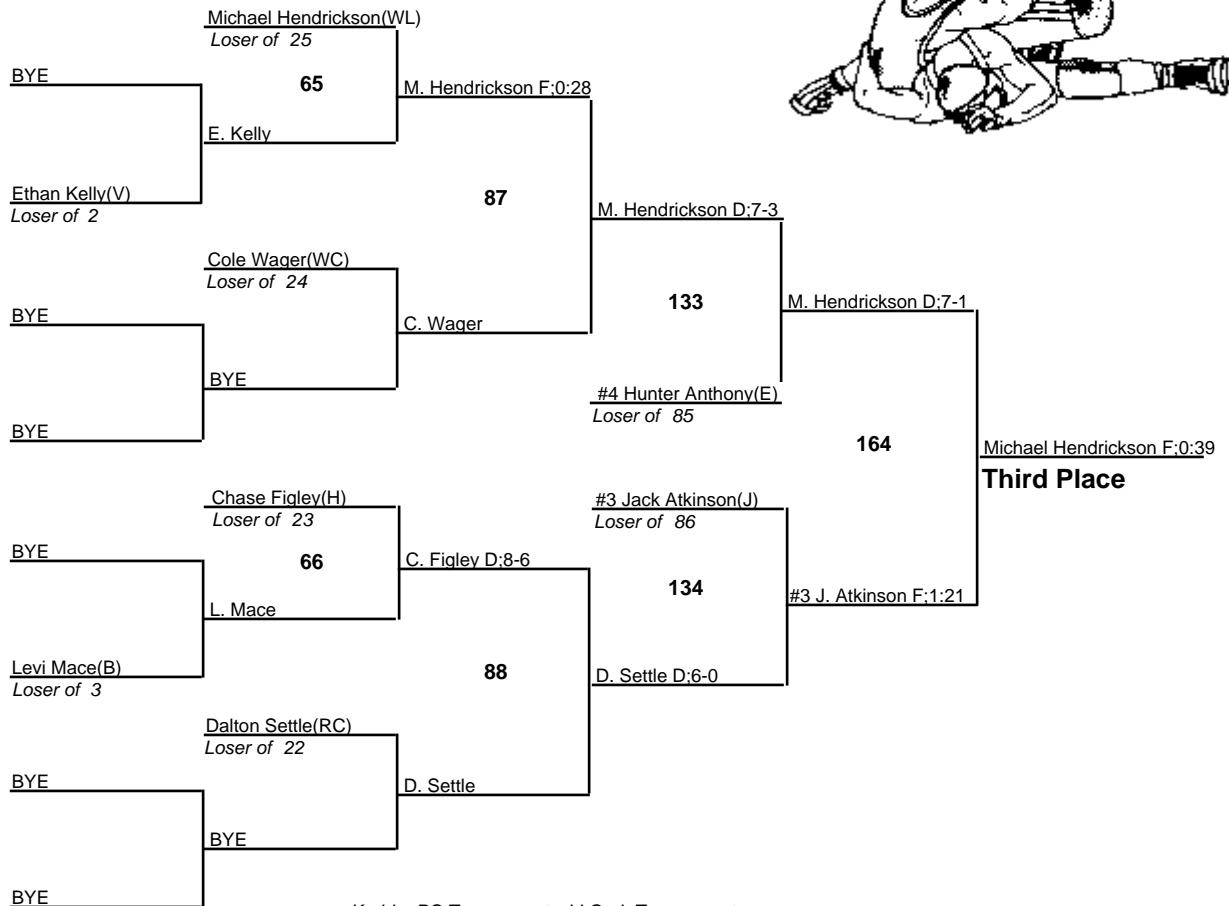 Michael Hendrickson(WL)
Loser of 25
BYE
65
M. Hendrickson F;0:28
E. Kelly
Ethan Kelly(V)
Loser of 2
87
M. Hendrickson D;7-3
Cole Wager(WC)
Loser of 24
133
M. Hendrickson D;7-1
BYE
C. Wager
BYE
#4 Hunter Anthony(E)
Loser of 85
BYE
164
Michael Hendrickson F;0:39
Third Place
Chase Figley(H)
Loser of 23
#3 Jack Atkinson(J)
Loser of 86
BYE
66
C. Figley D;8-6
134
#3 J. Atkinson F;1:21
L. Mace
Levi Mace(B)
Loser of 3
88
D. Settle D;6-0
Dalton Settle(RC)
Loser of 22
BYE
D. Settle
BYE
BYE